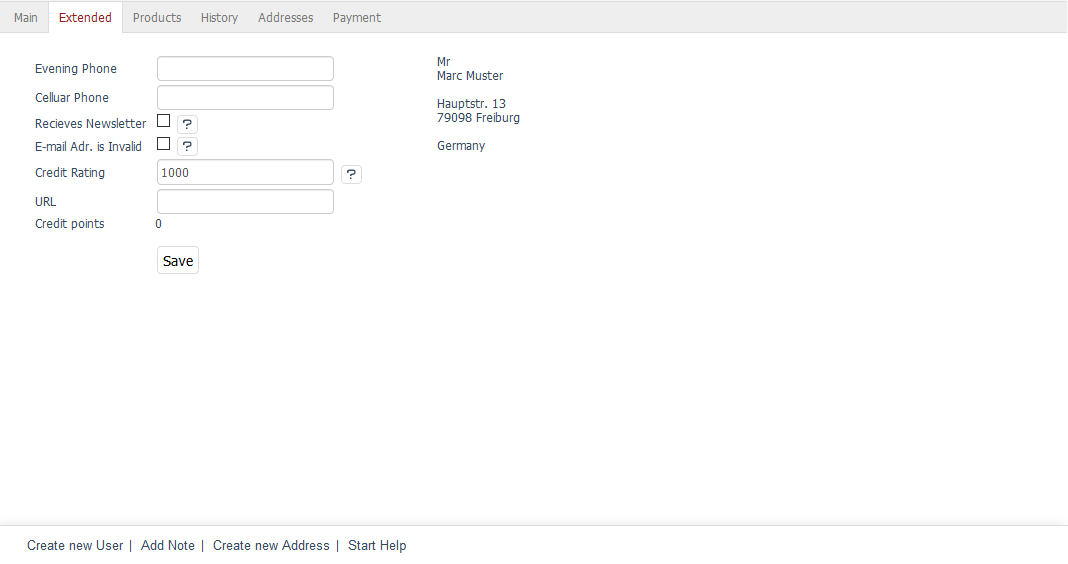 Main Extended Products History Addresses Payment
Evening Phone
Celluar Phone
Recieves Newsletter ?
E-mail Adr. is Invalid ?
Credit Rating 1000 ?
URL
Credit points 0
Save
Mr
Marc Muster
Hauptstr. 13
79098 Freiburg
Germany
Create new User | Add Note | Create new Address | Start Help